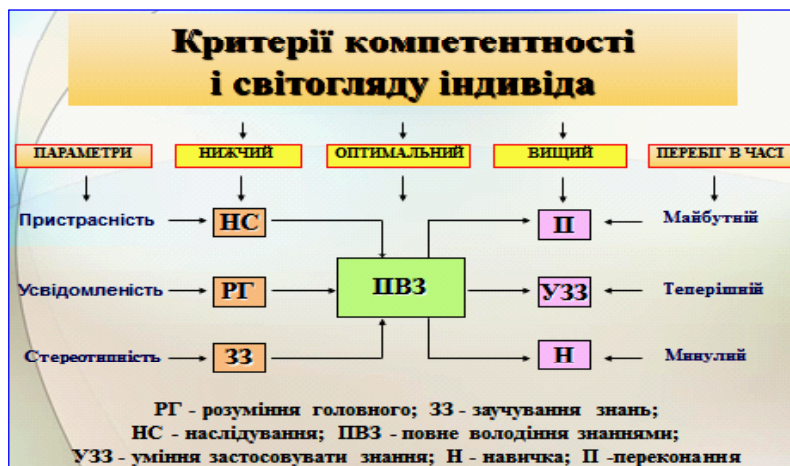 Критерії компетентності
і світогляду індивіда
ПАРАМЕТРИ НИЖЧИЙ ОПТИМАЛЬНИЙ ВИЩИЙ ПЕРЕБІГ В ЧАСІ
Пристрасність НС П Майбутній
Усвідомленість РГ ПВЗ УЗЗ Теперішній
Стереотипність ЗЗ Н Минулий
РГ - розуміння головного; ЗЗ - заучування знань;
НС - наслідування; ПВЗ - повне володіння знаннями;
УЗЗ - уміння застосовувати знання; Н - навичка; П -переконання